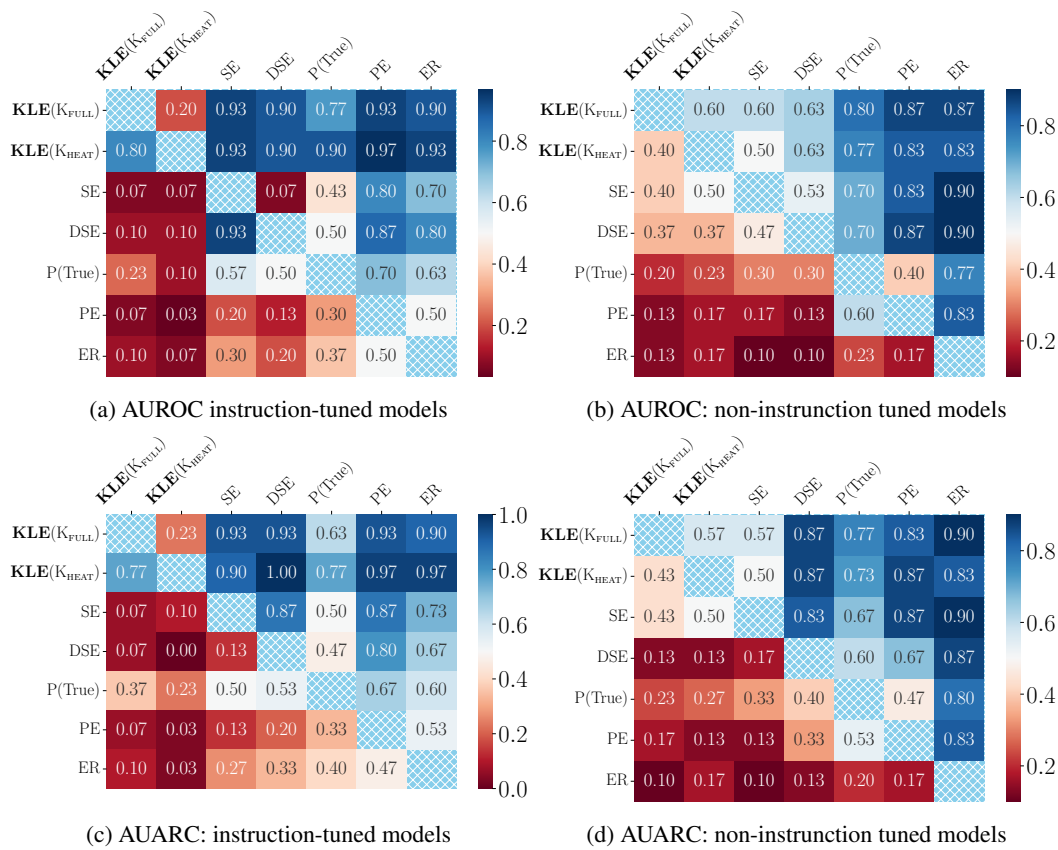 KLE(K_FULL) KLE(K_HEAT) SE DSE P(True) PE ER
KLE(K_FULL) 0.20 0.93 0.90 0.77 0.93 0.90
KLE(K_HEAT) 0.80 0.93 0.90 0.90 0.97 0.93
SE 0.07 0.07 0.07 0.43 0.80 0.70
DSE 0.10 0.10 0.93 0.50 0.87 0.80
P(True) 0.23 0.10 0.57 0.50 0.70 0.63
PE 0.07 0.03 0.20 0.13 0.30 0.50
ER 0.10 0.07 0.30 0.20 0.37 0.50
0.8
0.6
0.4
0.2
(a) AUROC instruction-tuned models
KLE(K_FULL) KLE(K_HEAT) SE DSE P(True) PE ER
KLE(K_FULL) 0.60 0.60 0.63 0.80 0.87 0.87
KLE(K_HEAT) 0.40 0.50 0.63 0.77 0.83 0.83
SE 0.40 0.50 0.53 0.70 0.83 0.90
DSE 0.37 0.37 0.47 0.70 0.87 0.90
P(True) 0.20 0.23 0.30 0.30 0.40 0.77
PE 0.13 0.17 0.17 0.13 0.60 0.83
ER 0.13 0.17 0.10 0.10 0.23 0.17
0.8
0.6
0.4
0.2
(b) AUROC: non-instrunction tuned models
KLE(K_FULL) KLE(K_HEAT) SE DSE P(True) PE ER
KLE(K_FULL) 0.23 0.93 0.93 0.63 0.93 0.90
KLE(K_HEAT) 0.77 0.90 1.00 0.77 0.97 0.97
SE 0.07 0.10 0.87 0.50 0.87 0.73
DSE 0.07 0.00 0.13 0.47 0.80 0.67
P(True) 0.37 0.23 0.50 0.53 0.67 0.60
PE 0.07 0.03 0.13 0.20 0.33 0.53
ER 0.10 0.03 0.27 0.33 0.40 0.47
1.0
0.8
0.6
0.4
0.2
0.0
(c) AUARC: instruction-tuned models
KLE(K_FULL) KLE(K_HEAT) SE DSE P(True) PE ER
KLE(K_FULL) 0.57 0.57 0.87 0.77 0.83 0.90
KLE(K_HEAT) 0.43 0.50 0.87 0.73 0.87 0.83
SE 0.43 0.50 0.83 0.67 0.87 0.90
DSE 0.13 0.13 0.17 0.60 0.67 0.87
P(True) 0.23 0.27 0.33 0.40 0.47 0.80
PE 0.17 0.13 0.13 0.33 0.53 0.83
ER 0.10 0.17 0.10 0.13 0.20 0.17
0.8
0.6
0.4
0.2
(d) AUARC: non-instrunction tuned models